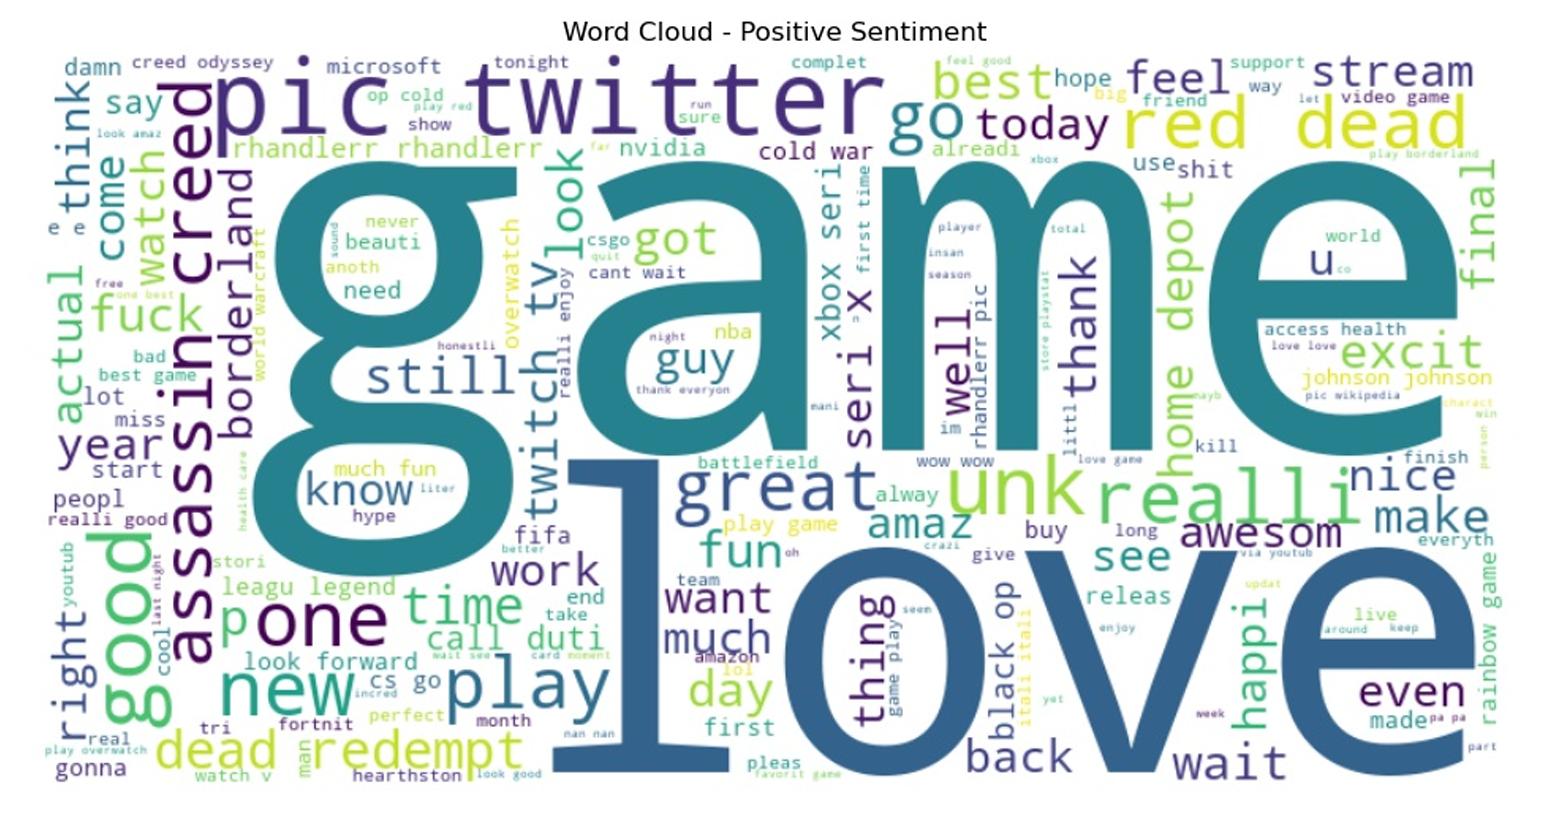 Word Cloud - Positive Sentiment
damn
creed odyssey
microsoft
tonight
complet
feel good
support
stream
best
hope
feel
way
think
say
pic twitter
op cold
play red
show
run
sure
big
friend
let
video game
go
today
red dead
look amaz
rhandlerr rhandlerr
far
nvidia
cold war
alreadi
xbox
play borderland
use
shit
come
watch
assassin creed
borderland
look
game
xbox seri
first time
final
e e
never
sound
beauti
anoth
need
overwatch
csgo
quit
got
cant wait
player
total
insan
season
world
u
co
home depot
actual
free
one best
fuck
world warcraft
twitch tv
realli enjoy
seri x
n
well
rhandlerr pic
store playstat
thank
access health
love love
excit
bad
best game
honestli
still
night
nba
guy
thank everyon
johnson johnson
pic wikipedia
charact
lot
miss
mani
im
littl
mayb
win
year
start
kill
person
much fun
know
liter
hype
health care
battlefield
wow wow
love game
finish
peopl
realli good
great
alway
unk
realli
nice
make
play game
amaz
buy
long
awesom
everyth
good
youtub
last night
fifa
better
fun
oh
crazi
give
see
via youtub
stori
work
love
team
leagu legend
time
end
want
updat
releas
rainbow game
right
cool
p
one
take
call duti
much
thing
seem
black op
itali itali
enjoy
happi
live
around
keep
look forward
wait see
card
moment
amazon
lol
game play
new
incred
cs go
play
day
yet
week
even
made
pa pa
tri
fortnit
perfect
month
first
real
play overwatch
dead redempt
man
nan nan
back
wait
part
gonna
watch v
hearthston
look good
pleas
favorit game